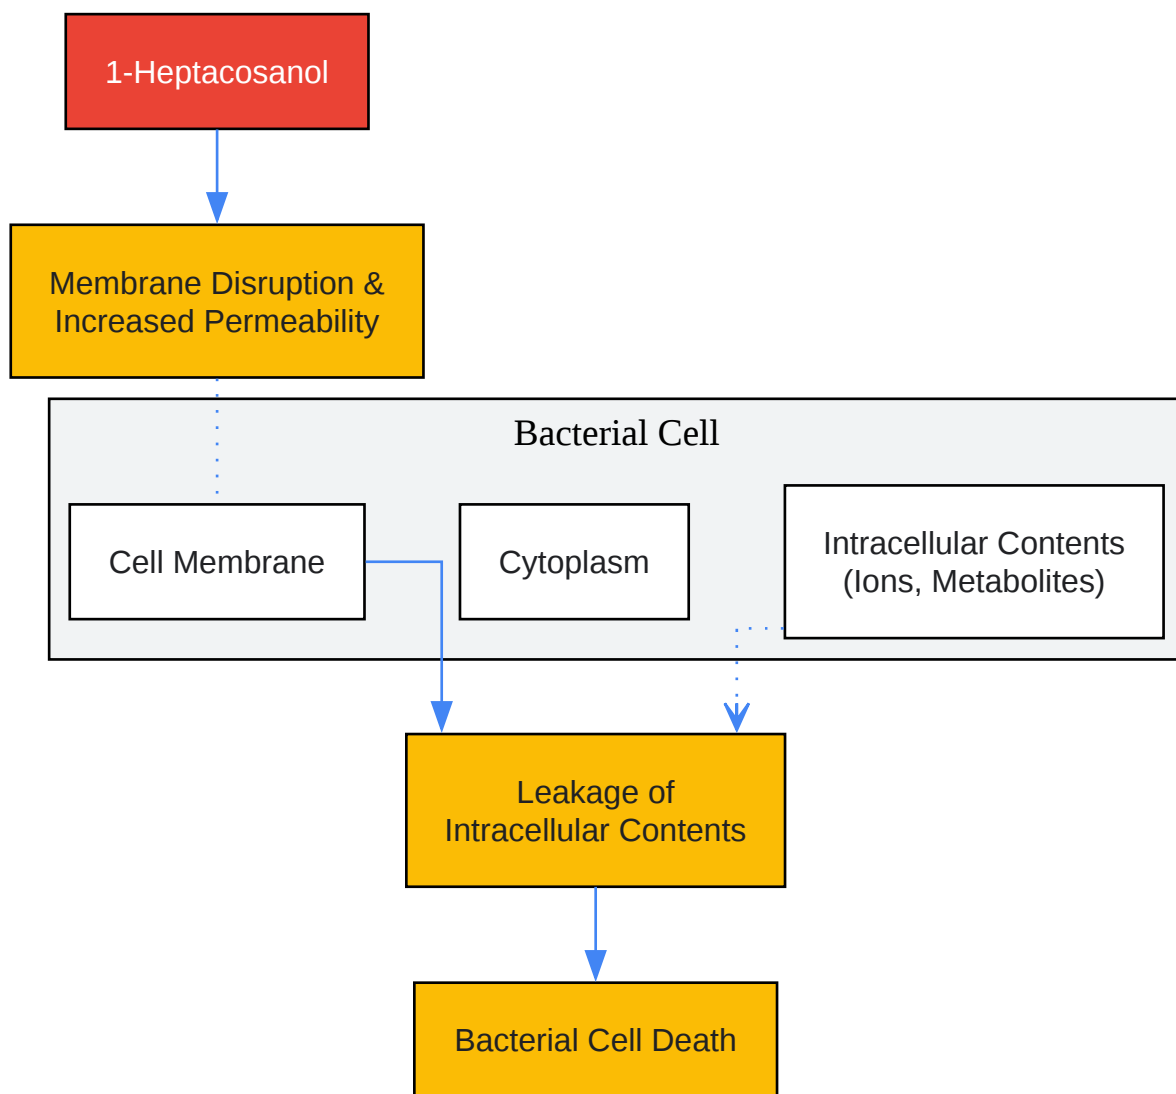 1-Heptacosanol
Membrane Disruption &
Increased Permeability
Bacterial Cell
Cell Membrane
Cytoplasm
Intracellular Contents
(Ions, Metabolites)
Leakage of
Intracellular Contents
Bacterial Cell Death